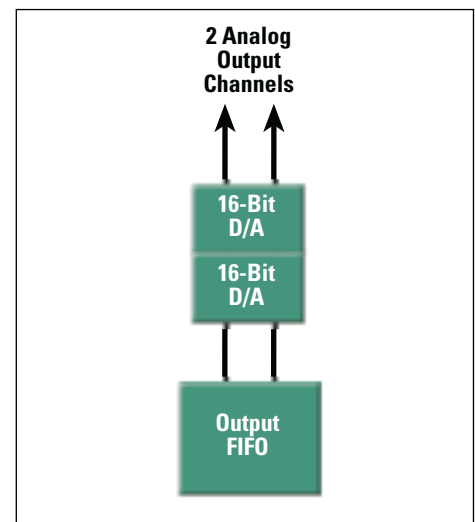 2 Analog
Output
Channels
16-Bit
D/A
16-Bit
D/A
Output
FIFO